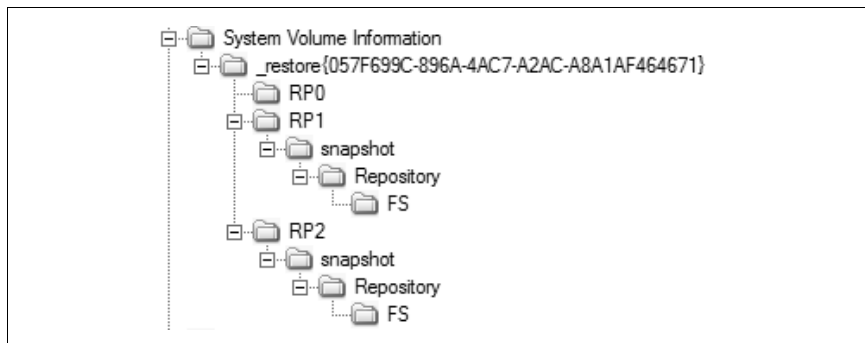 System Volume Information
_restore{057F699C-896A-4AC7-A2AC-A8A1AF464671}
RP0
RP1
snapshot
Repository
FS
RP2
snapshot
Repository
FS